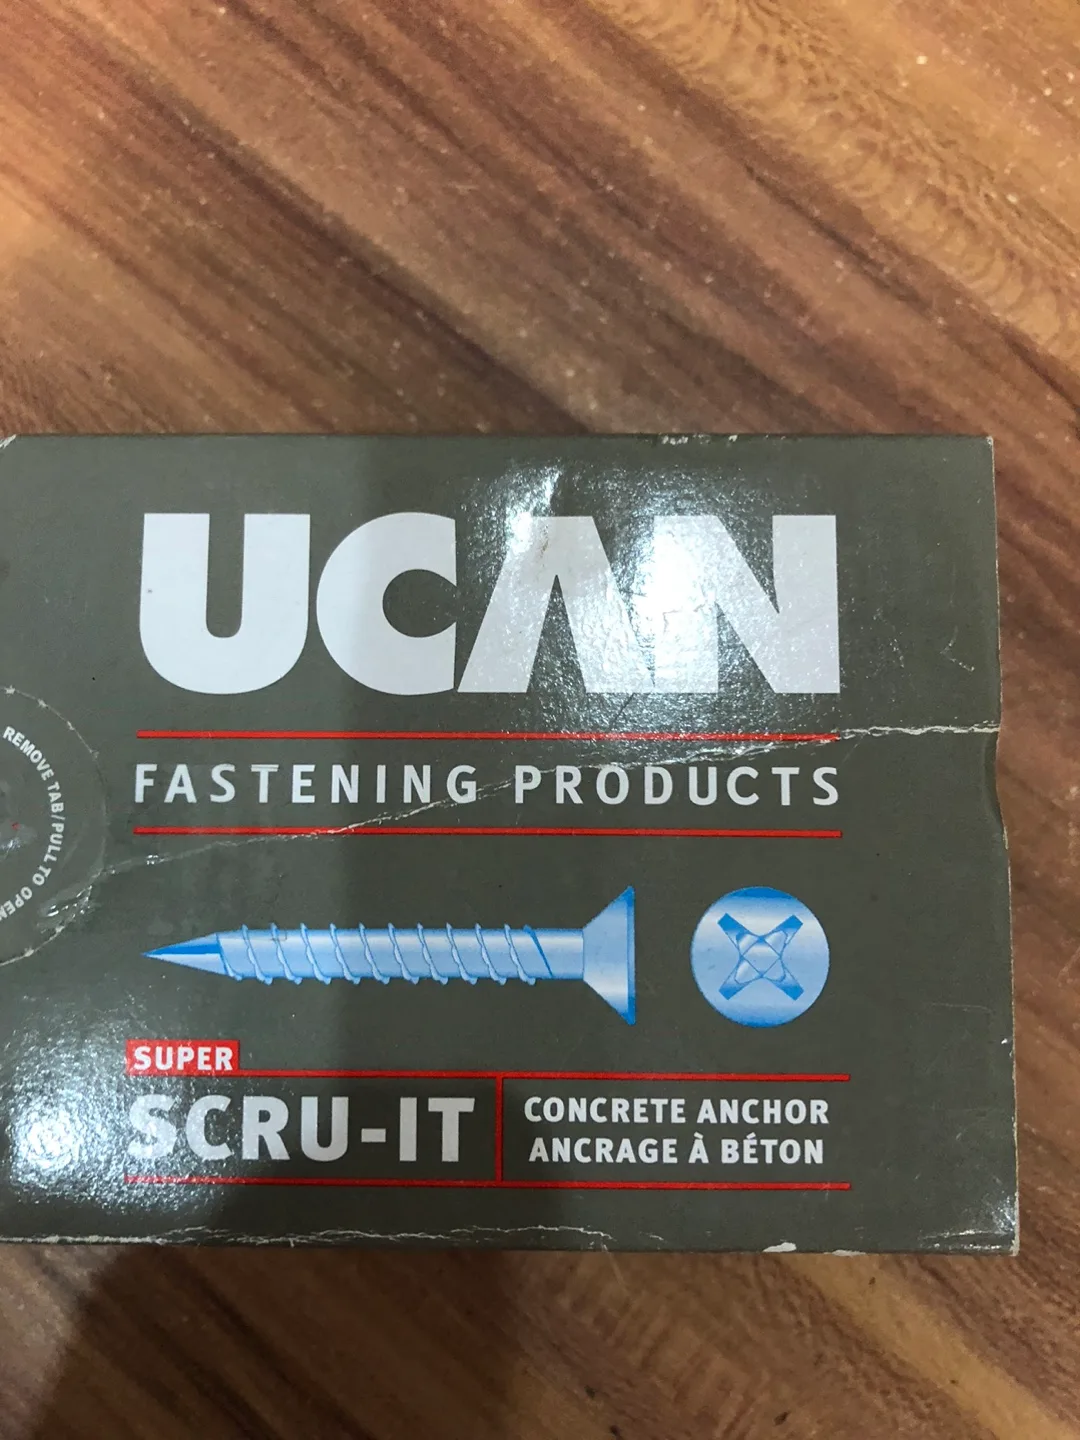 UCAN
FASTENING PRODUCTS
REMOVE TAB/PULL TO OPEN
SUPER
SCRU-IT
CONCRETE ANCHOR
ANCRAGE À BÉTON